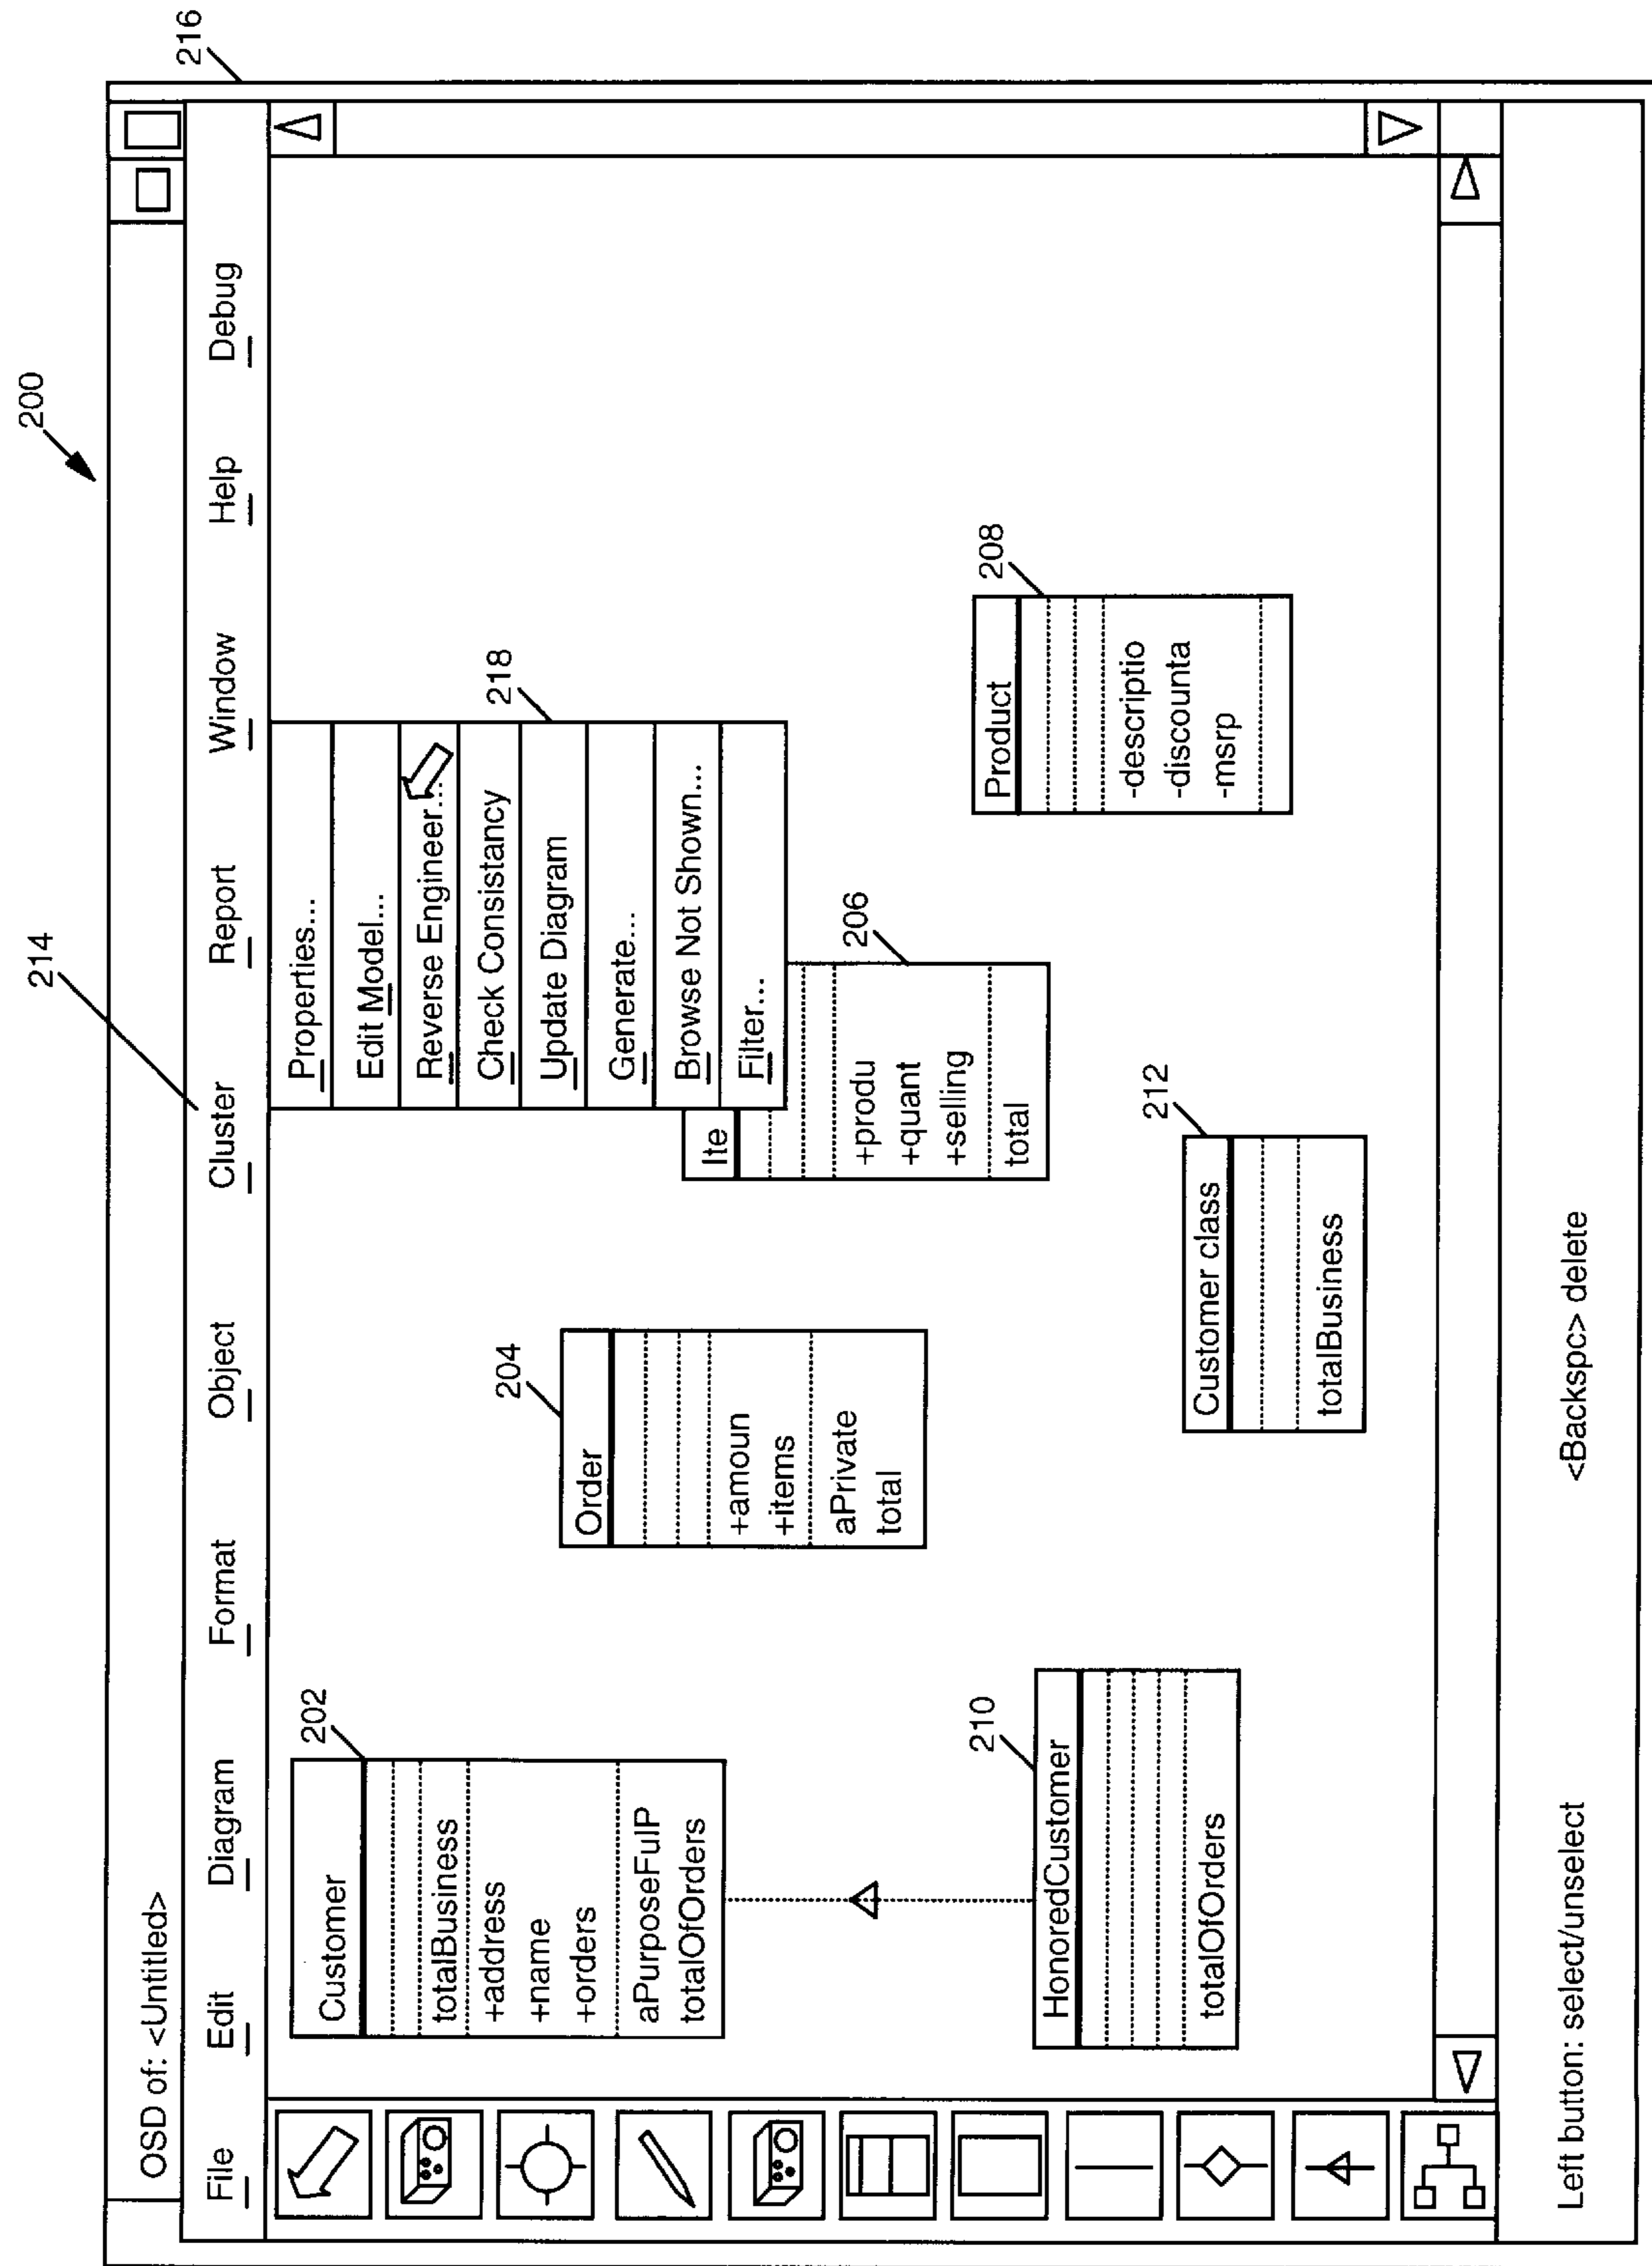 200
216
OSD of: <Untitled>
214
File Edit Diagram Format Object Cluster Report Window Help Debug
Properties...
Edit Model...
Reverse Engineer...
Check Consistancy
Update Diagram
Generate...
Browse Not Shown...
Filter...
218
202
Customer
totalBusiness
+address
+name
+orders
aPurposeFulP
totalOfOrders
204
Order
+amoun
+items
aPrivate
total
206
Ite
+produ
+quant
+selling
total
208
Product
-descriptio
-discounta
-msrp
210
HonoredCustomer
totalOfOrders
212
Customer class
totalBusiness
Left button: select/unselect <Backspc> delete